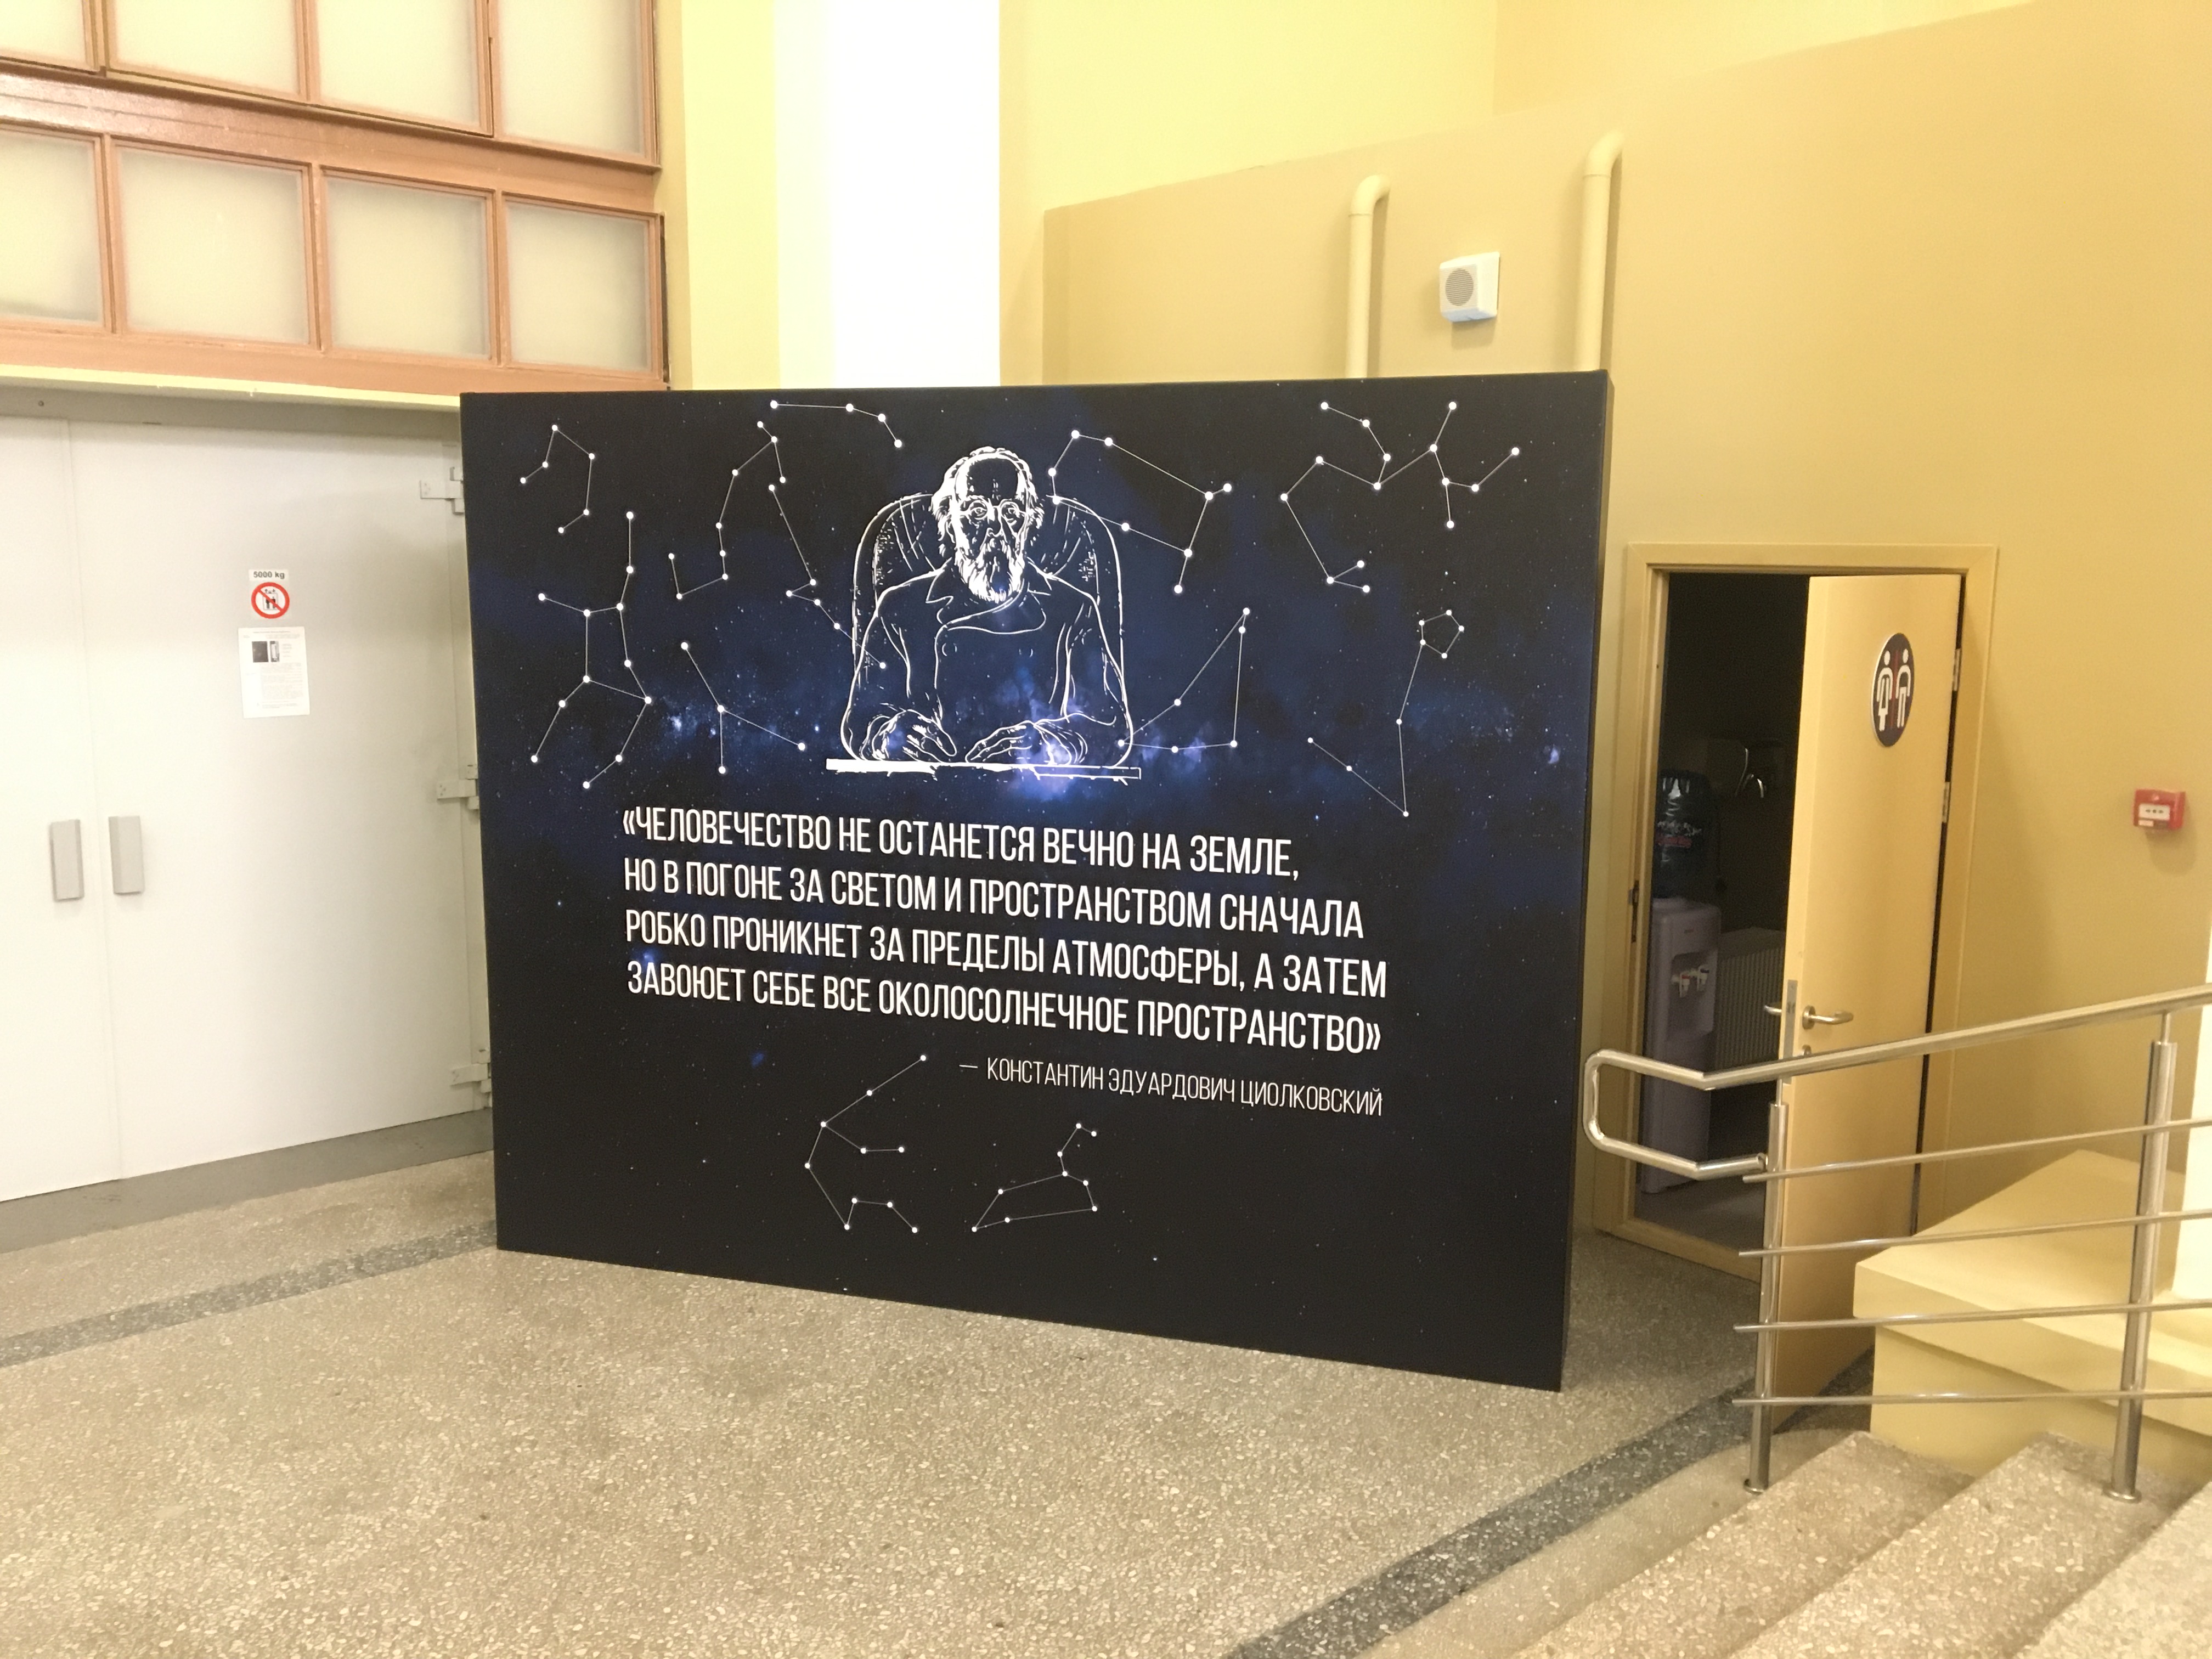 5000 kg
«ЧЕЛОВЕЧЕСТВО НЕ ОСТАНЕТСЯ ВЕЧНО НА ЗЕМЛЕ,
НО В ПОГОНЕ ЗА СВЕТОМ И ПРОСТРАНСТВОМ СНАЧАЛА
РОБКО ПРОНИКНЕТ ЗА ПРЕДЕЛЫ АТМОСФЕРЫ, А ЗАТЕМ
ЗАВОЮЕТ СЕБЕ ВСЕ ОКОЛОСОЛНЕЧНОЕ ПРОСТРАНСТВО»
— КОНСТАНТИН ЭДУАРДОВИЧ ЦИОЛКОВСКИЙ